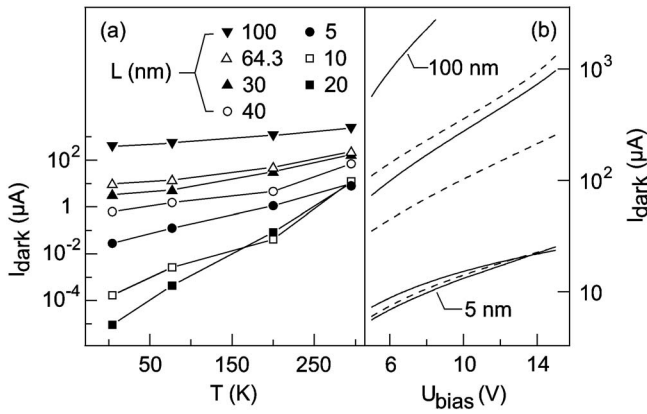 (a)
L (nm)
100
64.3
30
40
5
10
20
10²
1
10⁻²
10⁻⁴
I_dark (µA)
50
150
250
T (K)
(b)
100 nm
5 nm
10³
10²
10
I_dark (µA)
6
10
14
U_bias (V)